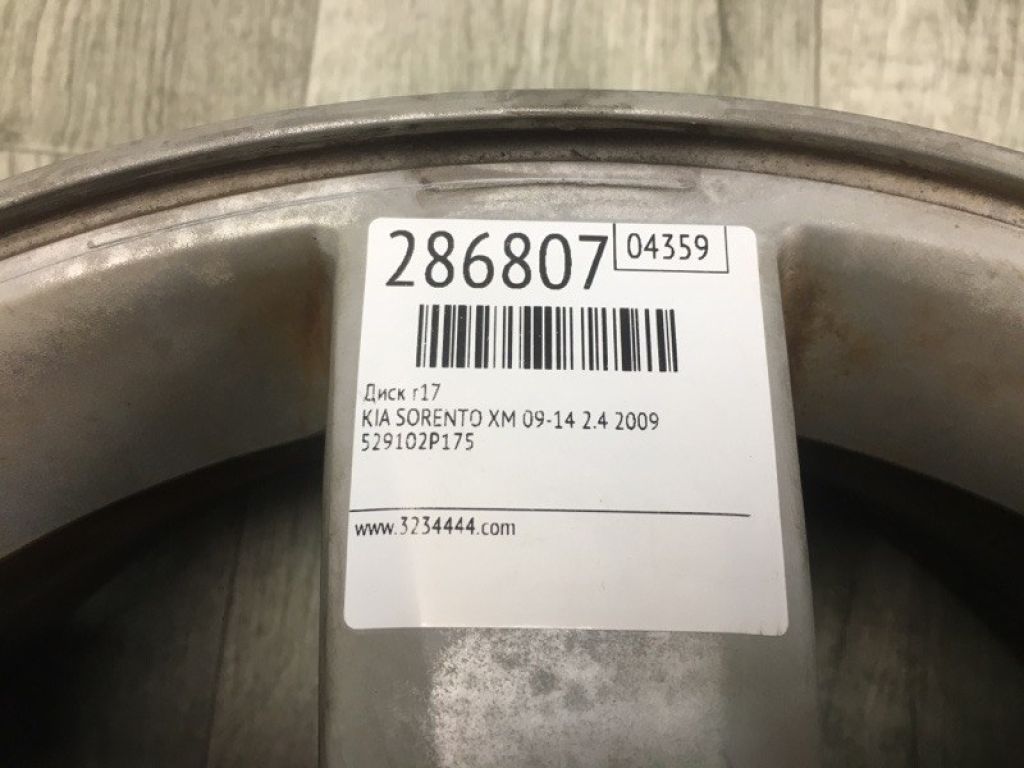 286807
04359
Диск r17
KIA SORENTO XM 09-14 2.4 2009
529102P175
www.3234444.com